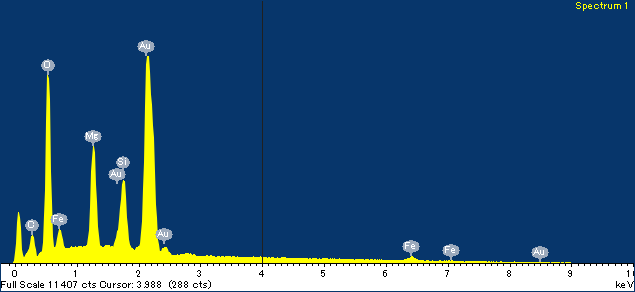 Spectrum 1
Au
O
Mg
Si
Au
C
Fe
Au
Fe
Fe
Au
0 1 2 3 4 5 6 7 8 9 10
Full Scale 11407 cts Cursor: 3.988 (288 cts) keV